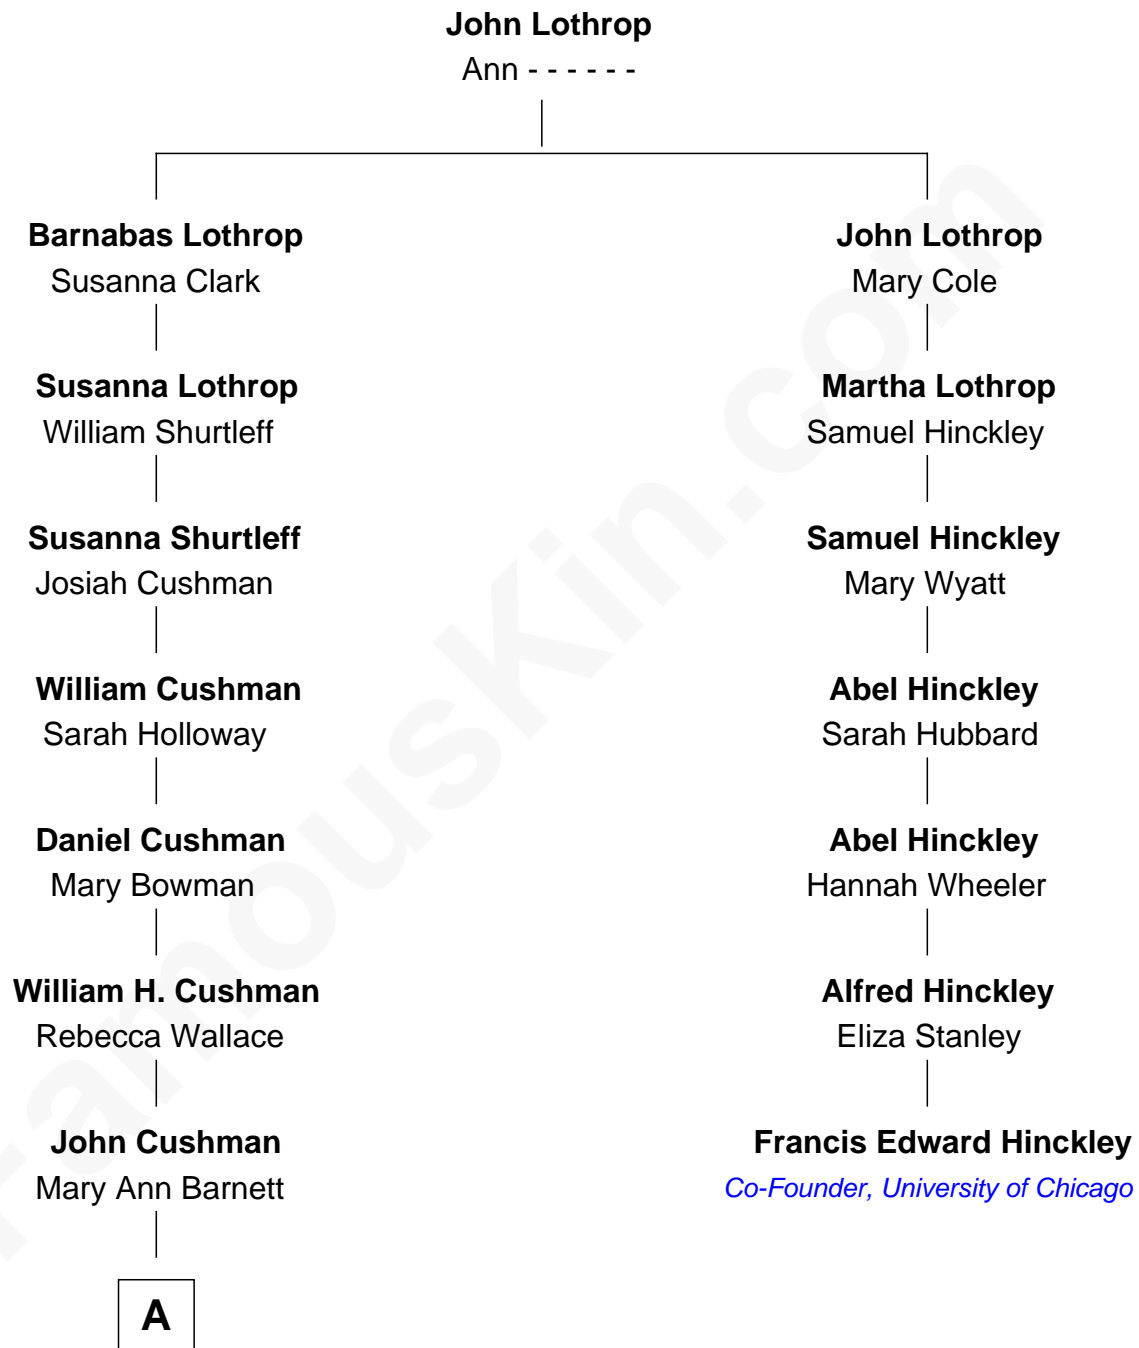 John Lothrop
Ann - - - - - -
Barnabas Lothrop
Susanna Clark
John Lothrop
Mary Cole
Susanna Lothrop
William Shurtleff
Martha Lothrop
Samuel Hinckley
Susanna Shurtleff
Josiah Cushman
Samuel Hinckley
Mary Wyatt
William Cushman
Sarah Holloway
Abel Hinckley
Sarah Hubbard
Daniel Cushman
Mary Bowman
Abel Hinckley
Hannah Wheeler
William H. Cushman
Rebecca Wallace
Alfred Hinckley
Eliza Stanley
John Cushman
Mary Ann Barnett
Francis Edward Hinckley
Co-Founder, University of Chicago
A
FamousKin.com